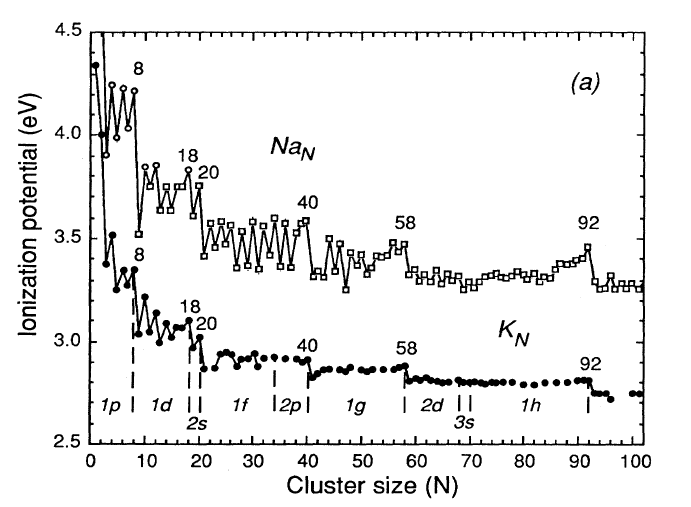 4.5
(a)
8
4.0
Na_N
18
20
40
58
92
3.5
8
18
20
3.0
K_N
40
58
92
1p
1d
2s
1f
2p
1g
2d
3s
1h
2.5
0
10
20
30
40
50
60
70
80
90
100
Cluster size (N)
Ionization potential (eV)